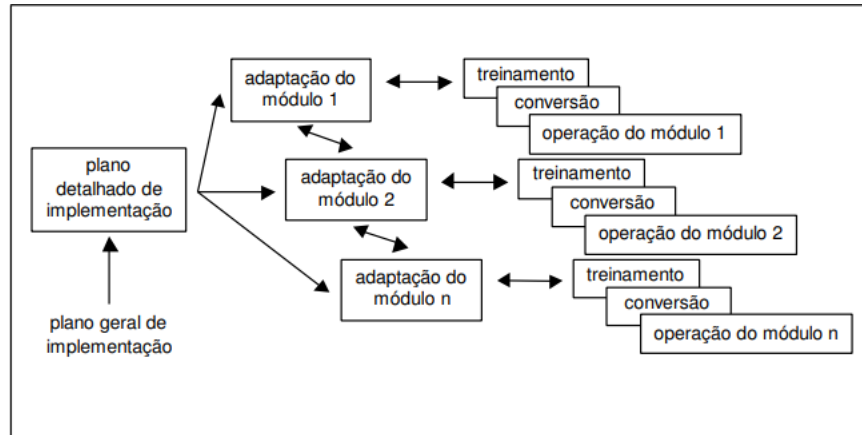 adaptação do
módulo 1
treinamento
conversão
operação do módulo 1
plano
detalhado de
implementação
adaptação do
módulo 2
treinamento
conversão
operação do módulo 2
adaptação do
módulo n
treinamento
conversão
operação do módulo n
plano geral de
implementação